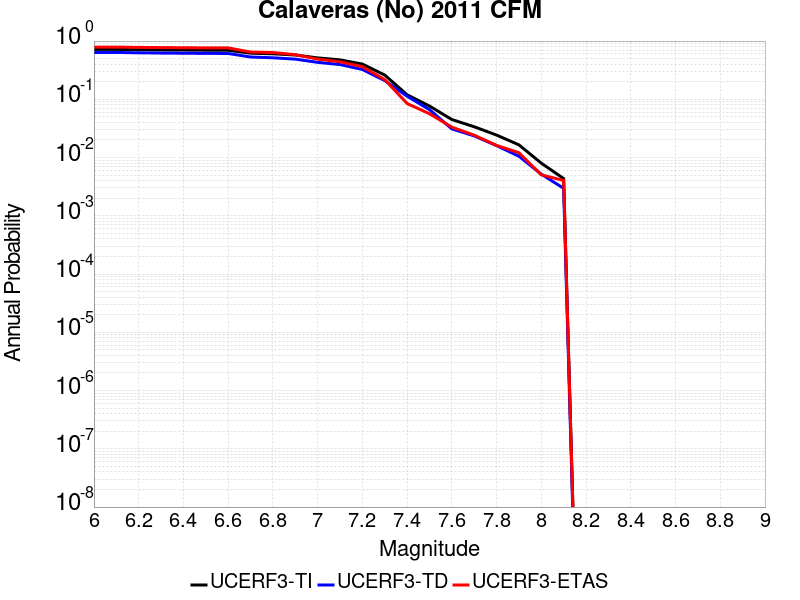 Calaveras (No) 2011 CFM
10^0
10^-1
10^-2
10^-3
10^-4
10^-5
10^-6
10^-7
10^-8
Annual Probability
6 6.2 6.4 6.6 6.8 7 7.2 7.4 7.6 7.8 8 8.2 8.4 8.6 8.8 9
Magnitude
UCERF3-TI UCERF3-TD UCERF3-ETAS